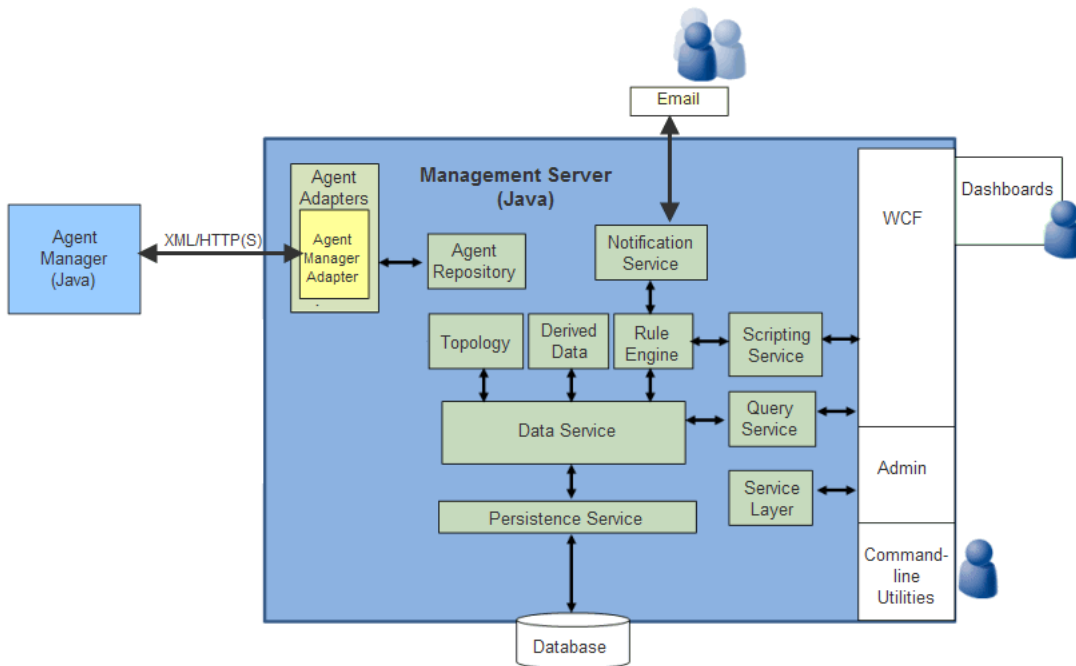 Email
Management Server
(Java)
Agent
Adapters
Agent
Manager
Adapter
Agent
Manager
(Java)
XML/HTTP(S)
Agent
Repository
Notification
Service
WCF
Dashboards
Topology
Derived
Data
Rule
Engine
Scripting
Service
Data Service
Query
Service
Admin
Service
Layer
Persistence Service
Command-
line
Utilities
Database